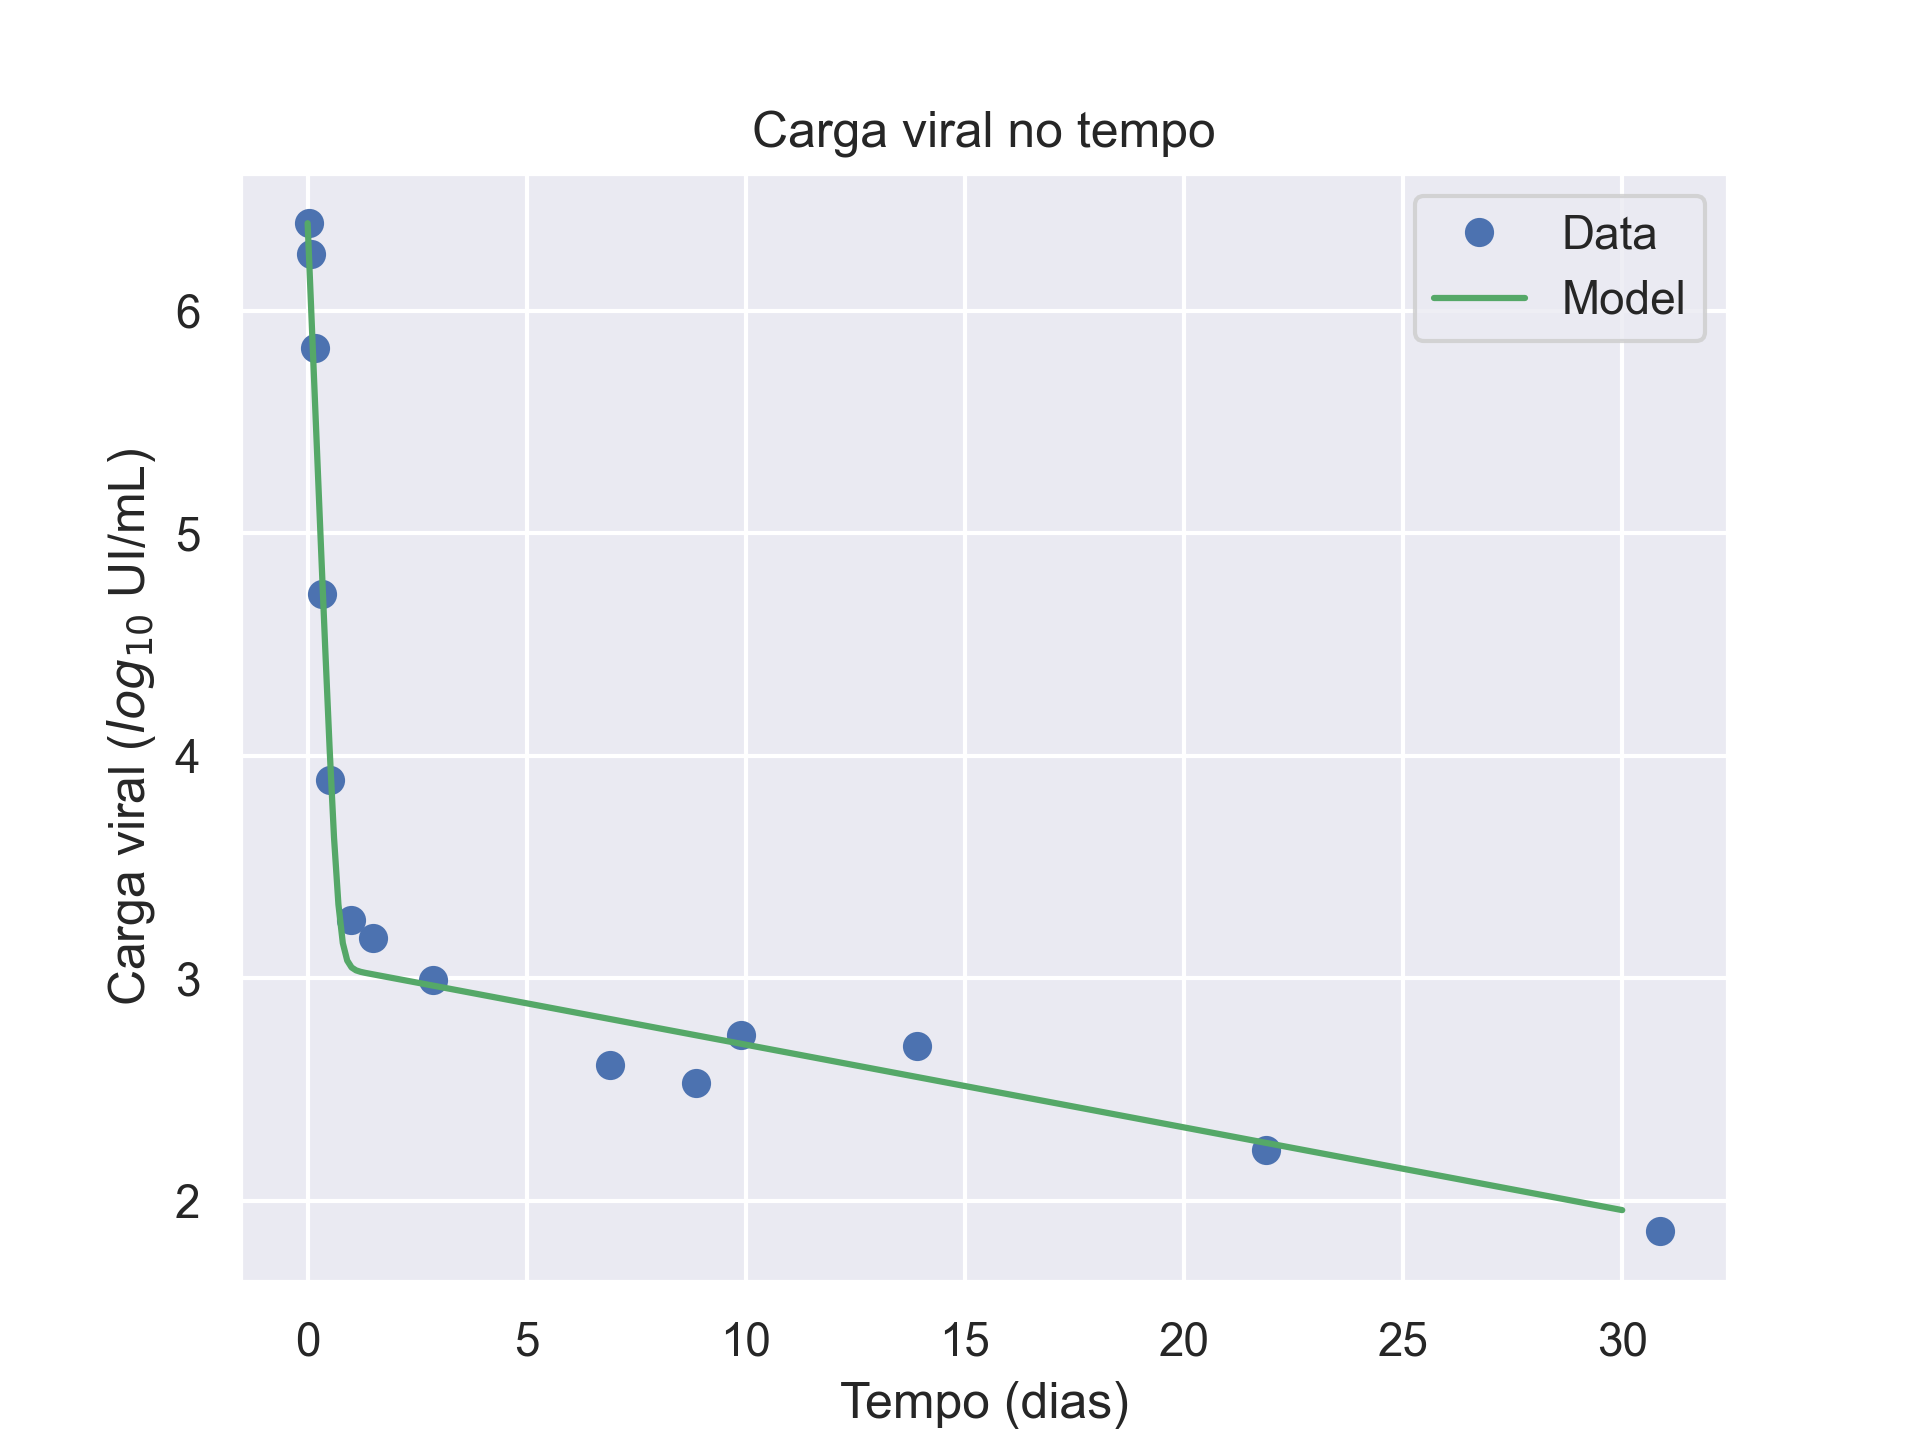 Carga viral no tempo
Data
Model
6
5
4
3
2
Carga viral (log₁₀ UI/mL)
0 5 10 15 20 25 30
Tempo (dias)